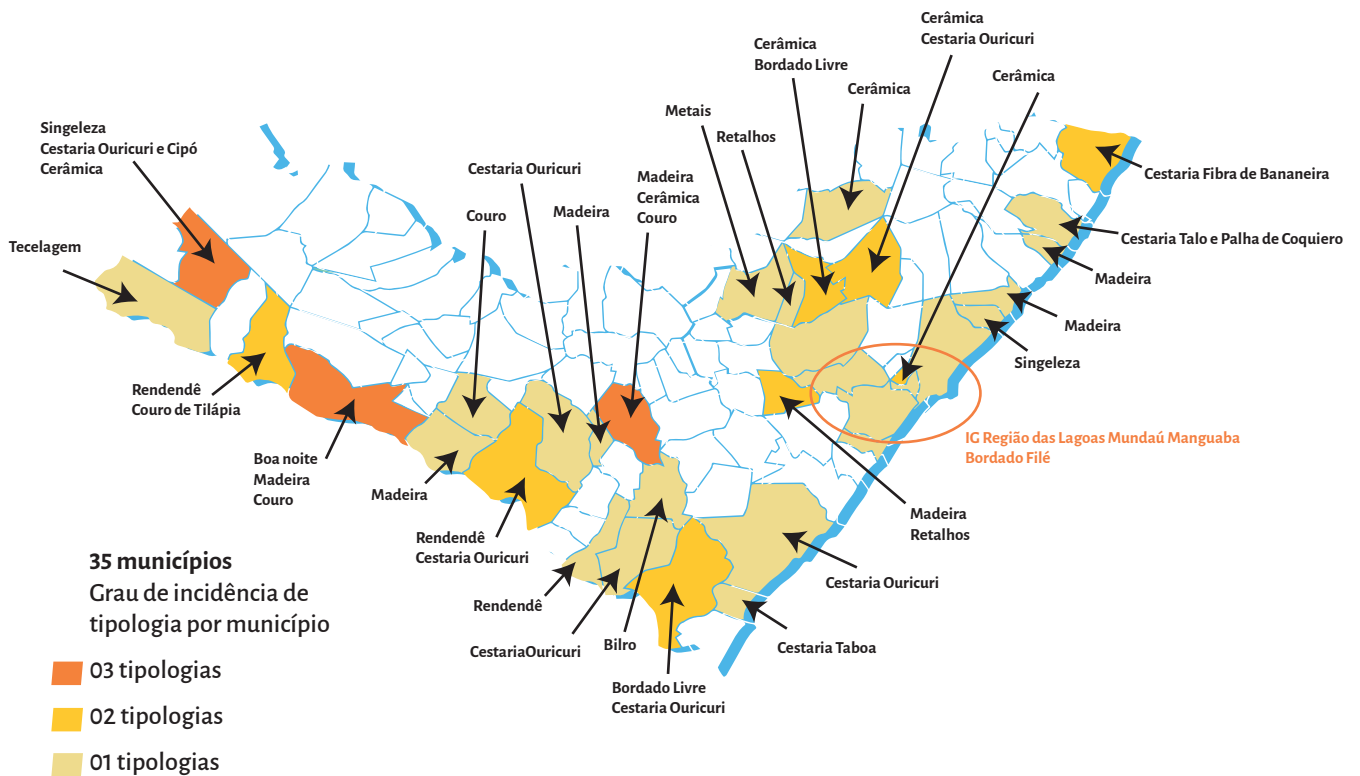 Cerâmica
Cestaria Ouricuri
Cerâmica
Bordado Livre
Cerâmica
Cerâmica
Metais
Retalhos
Singeleza
Cestaria Ouricuri e Cipó
Cerâmica
Cestaria Ouricuri
Madeira
Cerâmica
Couro
Cestaria Fibra de Bananeira
Couro
Madeira
Tecelagem
Cestaria Talo e Palha de Coquiero
Madeira
Madeira
Singeleza
Rendendê
Couro de Tilápia
IG Região das Lagoas Mundaú Manguaba
Bordado Filé
Boa noite
Madeira
Couro
Madeira
Madeira
Retalhos
Rendendê
Cestaria Ouricuri
Cestaria Ouricuri
Rendendê
CestariaOuricuri
Bilro
Cestaria Taboa
Bordado Livre
Cestaria Ouricuri
35 municípios
Grau de incidência de
tipologia por município
03 tipologias
02 tipologias
01 tipologias